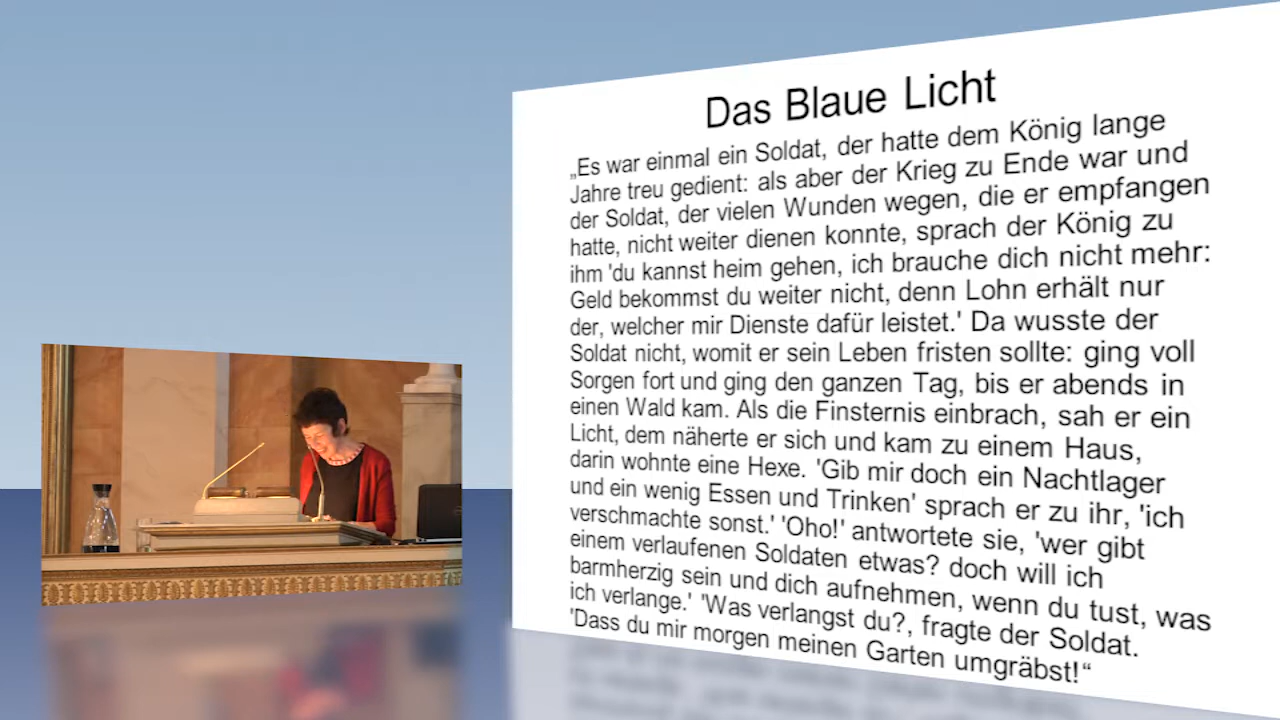 Das Blaue Licht
„Es war einmal ein Soldat, der hatte dem König lange
Jahre treu gedient: als aber der Krieg zu Ende war und
der Soldat, der vielen Wunden wegen, die er empfangen
hatte, nicht weiter dienen konnte, sprach der König zu
ihm 'du kannst heim gehen, ich brauche dich nicht mehr:
Geld bekommst du weiter nicht, denn Lohn erhält nur
der, welcher mir Dienste dafür leistet.' Da wusste der
Soldat nicht, womit er sein Leben fristen sollte: ging voll
Sorgen fort und ging den ganzen Tag, bis er abends in
einen Wald kam. Als die Finsternis einbrach, sah er ein
Licht, dem näherte er sich und kam zu einem Haus,
darin wohnte eine Hexe. 'Gib mir doch ein Nachtlager
und ein wenig Essen und Trinken' sprach er zu ihr, 'ich
verschmachte sonst.' 'Oho!' antwortete sie, 'wer gibt
einem verlaufenen Soldaten etwas? doch will ich
barmherzig sein und dich aufnehmen, wenn du tust, was
ich verlange.' 'Was verlangst du?, fragte der Soldat.
'Dass du mir morgen meinen Garten umgräbst!“